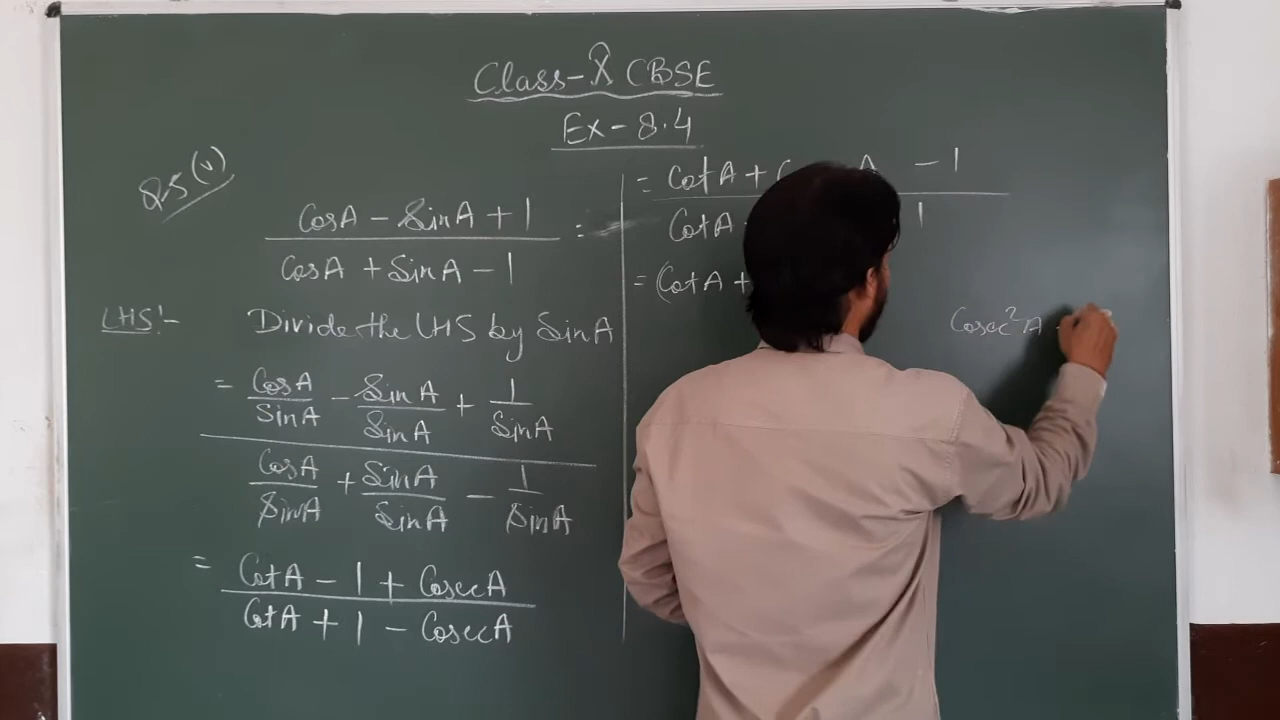 Class-X CBSE
Ex-8.4
Q5(v)
CosA - SinA + 1 =
CosA + SinA - 1
LHS:- Divide the LHS by SinA
= CosA/SinA - SinA/SinA + 1/SinA
CosA/SinA + SinA/SinA - 1/SinA
= CotA - 1 + CosecA
CotA + 1 - CosecA
= CotA + C A - 1
CotA 1
= (CotA +
Cosec²A -